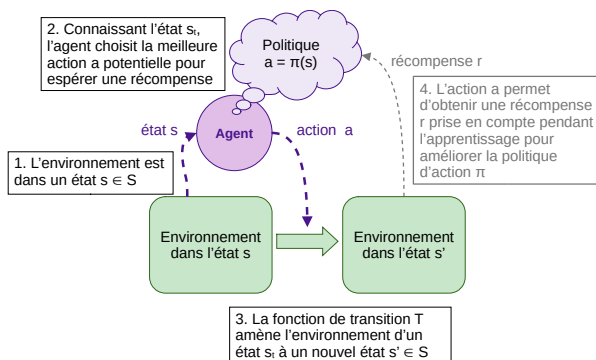 2. Connaissant l'état sₜ,
l'agent choisit la meilleure
action a potentielle pour
espérer une récompense
Politique
a = π(s)
récompense r
4. L'action a permet
d'obtenir une récompense
r prise en compte pendant
l'apprentissage pour
améliorer la politique
d'action π
état s
Agent
action a
1. L'environnement est
dans un état s ∈ S
Environnement
dans l'état s
Environnement
dans l'état s'
3. La fonction de transition T
amène l'environnement d'un
état sₜ à un nouvel état s' ∈ S